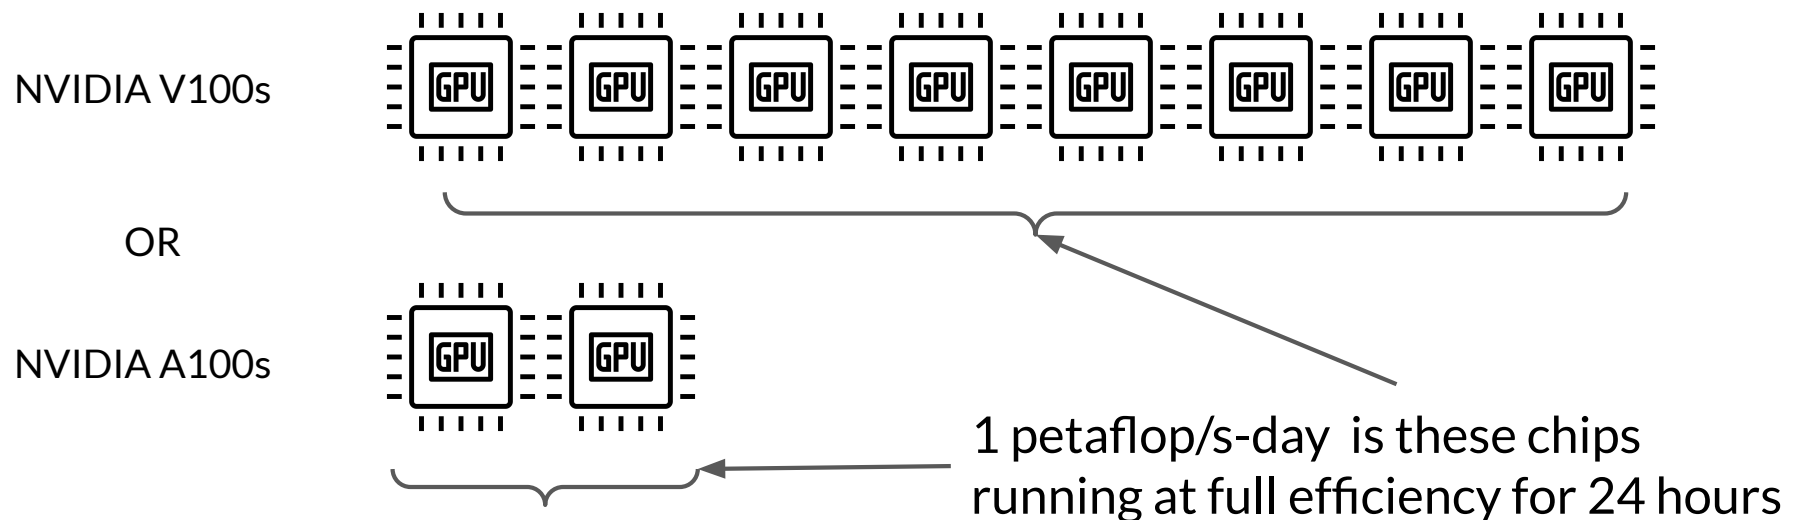 NVIDIA V100s
GPU GPU GPU GPU GPU GPU GPU GPU
OR
NVIDIA A100s
GPU GPU
1 petaflop/s-day is these chips
running at full efficiency for 24 hours